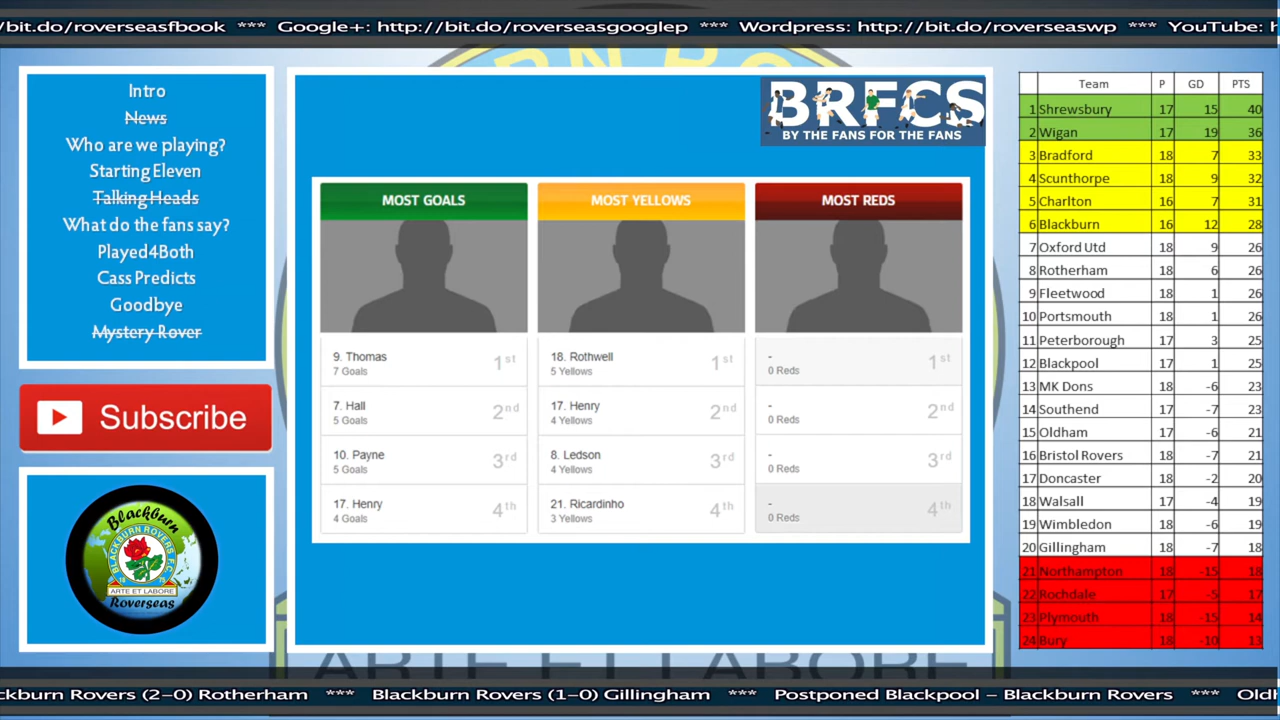 /bit.do/roverseasfbook *** Google+: http://bit.do/roverseasgooglep *** Wordpress: http://bit.do/roverseaswp *** YouTube: h
Intro
News
Who are we playing?
Starting Eleven
Talking Heads
What do the fans say?
Played4Both
Cass Predicts
Goodbye
Mystery Rover
Subscribe
Blackburn
BLACKBURN ROVERS F.C.
18 75
ARTE ET LABORE
Roverseas
BRFCS
BY THE FANS FOR THE FANS
MOST GOALS
9. Thomas 1st
7 Goals
7. Hall 2nd
5 Goals
10. Payne 3rd
5 Goals
17. Henry 4th
4 Goals
MOST YELLOWS
18. Rothwell 1st
5 Yellows
17. Henry 2nd
4 Yellows
8. Ledson 3rd
4 Yellows
21. Ricardinho 4th
3 Yellows
MOST REDS
- 1st
0 Reds
- 2nd
0 Reds
- 3rd
0 Reds
- 4th
0 Reds
Team P GD PTS
1 Shrewsbury 17 15 40
2 Wigan 17 19 36
3 Bradford 18 7 33
4 Scunthorpe 18 9 32
5 Charlton 16 7 31
6 Blackburn 16 12 28
7 Oxford Utd 18 9 26
8 Rotherham 18 6 26
9 Fleetwood 18 1 26
10 Portsmouth 18 1 26
11 Peterborough 17 3 25
12 Blackpool 17 1 25
13 MK Dons 18 -6 23
14 Southend 17 -7 23
15 Oldham 17 -6 21
16 Bristol Rovers 18 -7 21
17 Doncaster 18 -2 20
18 Walsall 17 -4 19
19 Wimbledon 18 -6 19
20 Gillingham 18 -7 18
21 Northampton 18 -15 18
22 Rochdale 17 -5 17
23 Plymouth 18 -15 14
24 Bury 18 -10 13
ARTE ET LABORE
ckburn Rovers (2-0) Rotherham *** Blackburn Rovers (1-0) Gillingham *** Postponed Blackpool – Blackburn Rovers *** Old